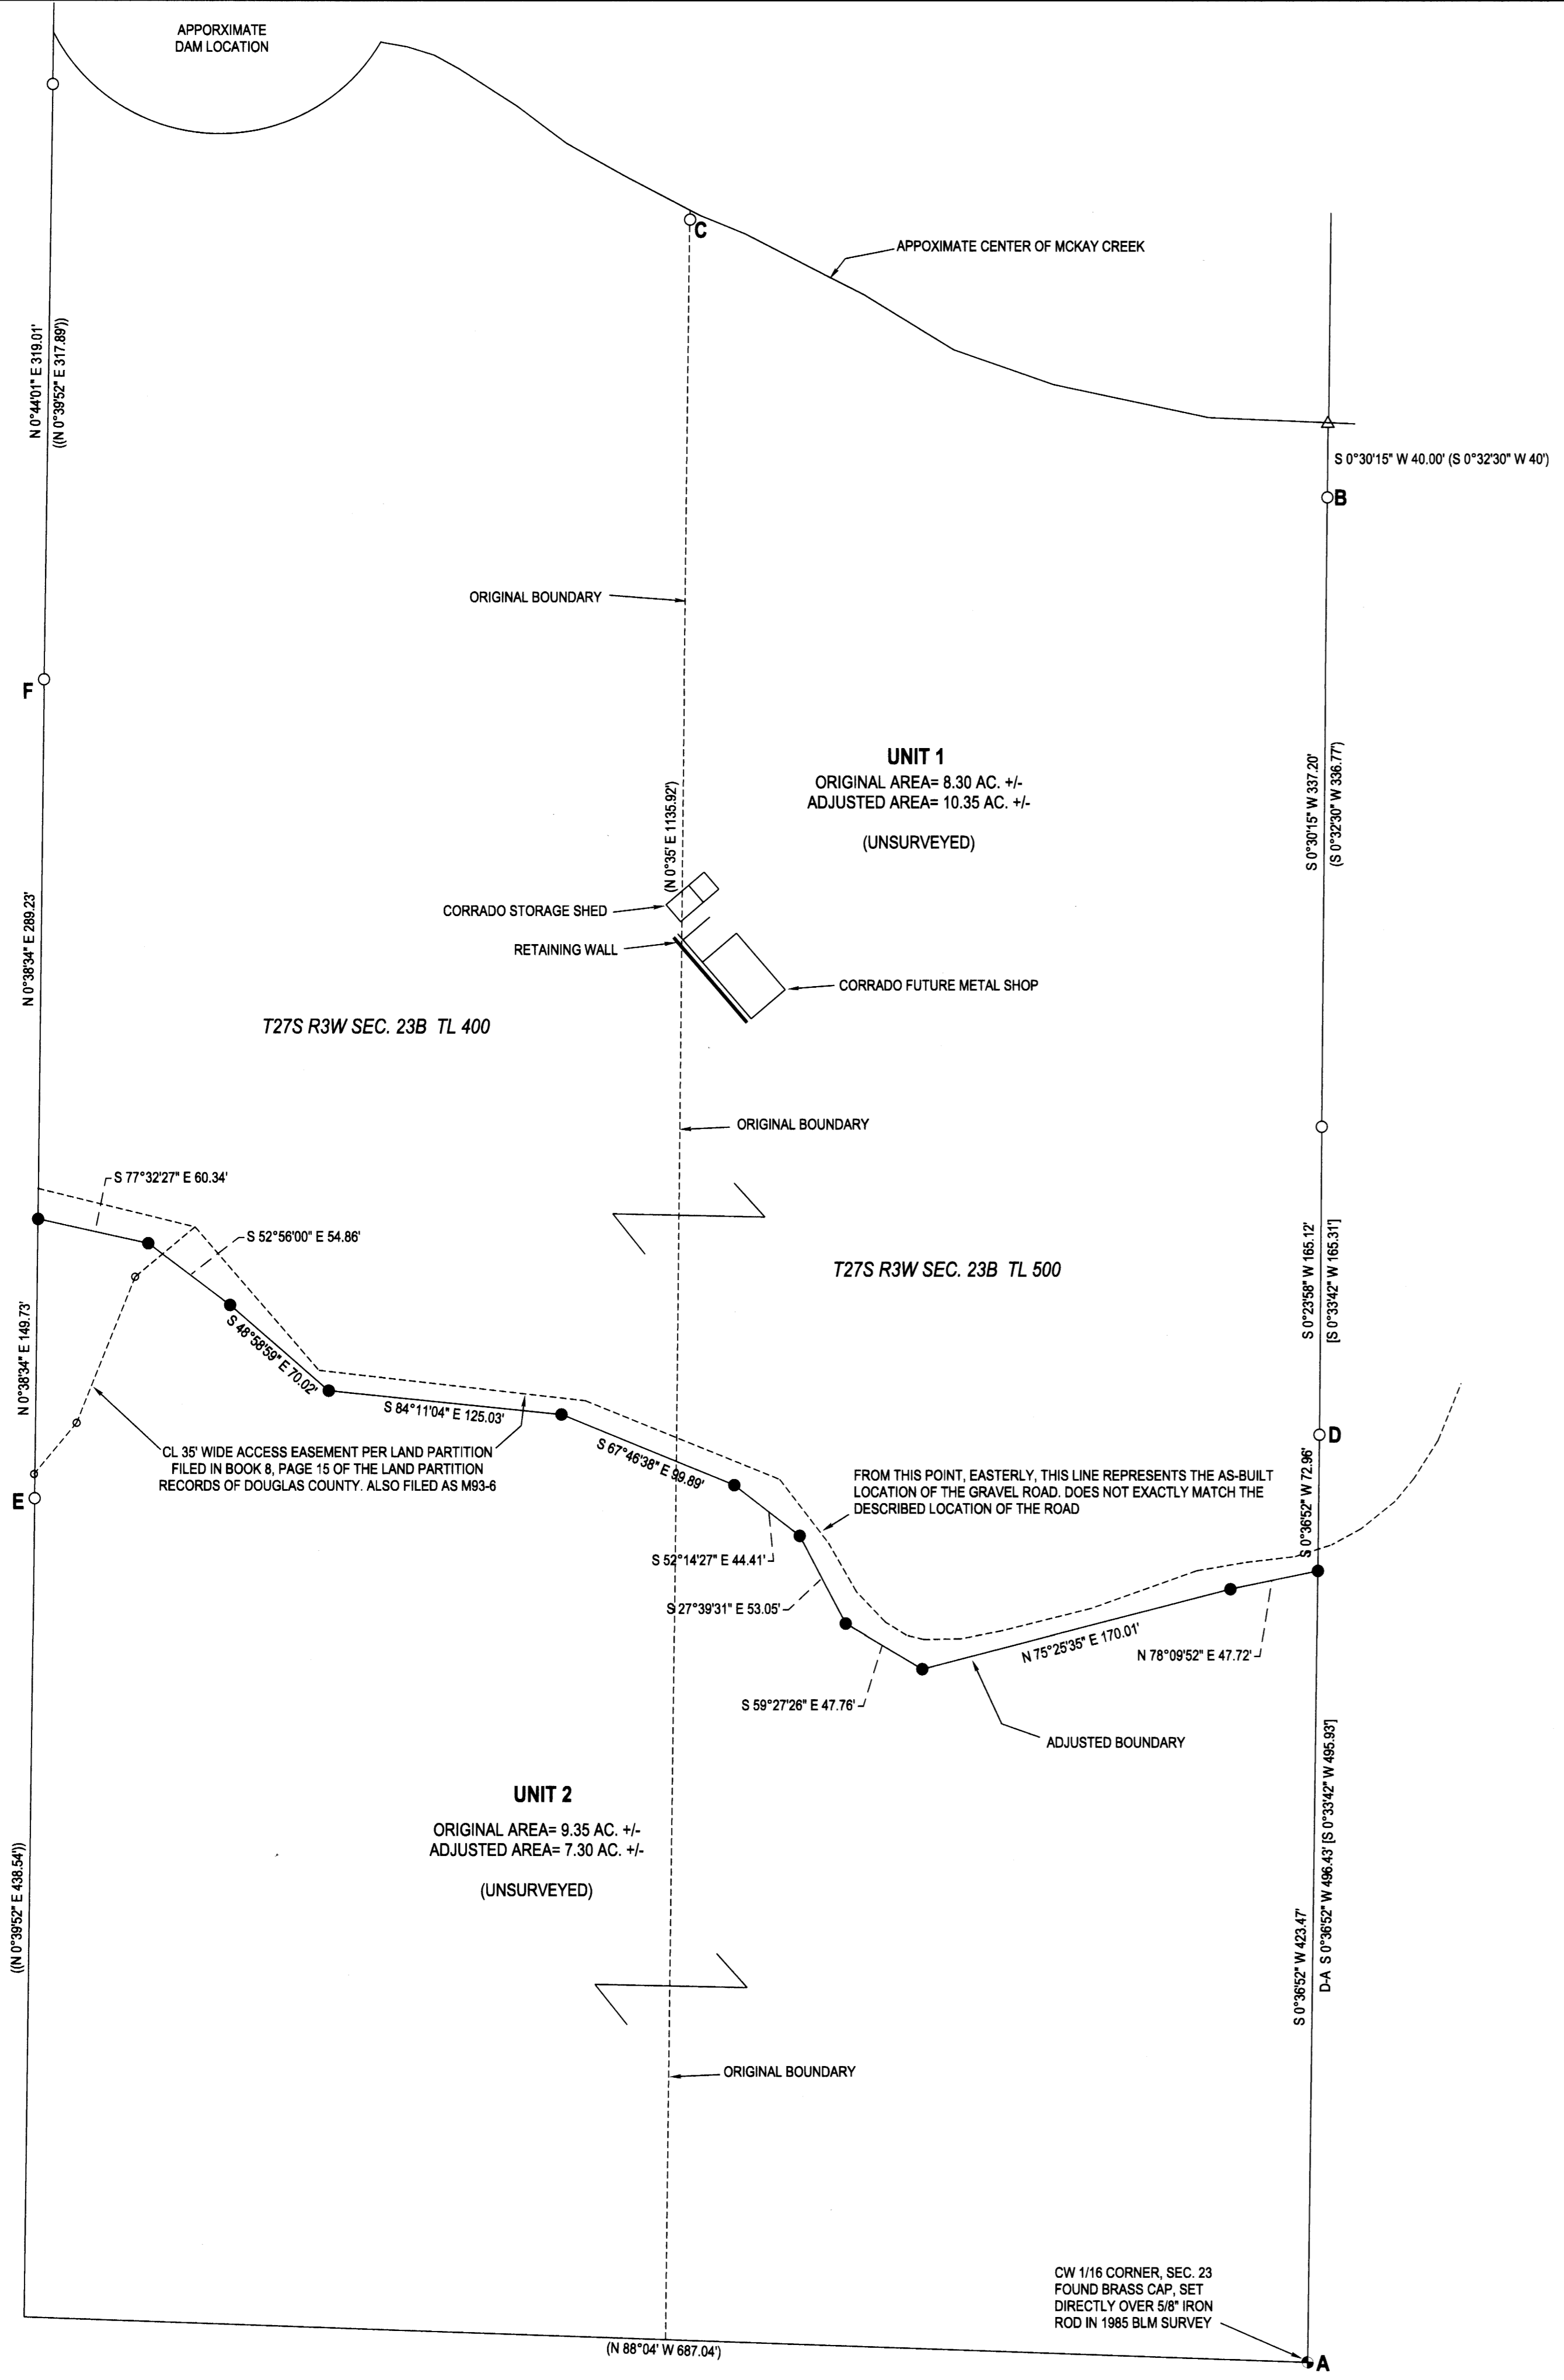 APPORXIMATE
DAM LOCATION
C
APPOXIMATE CENTER OF MCKAY CREEK
N 0°44'01" E 319.01'
((N 0°39'52" E 317.89'))
S 0°30'15" W 40.00' (S 0°32'30" W 40')
B
ORIGINAL BOUNDARY
F
UNIT 1
ORIGINAL AREA= 8.30 AC. +/-
ADJUSTED AREA= 10.35 AC. +/-
(UNSURVEYED)
(N 0°35' E 1135.92')
S 0°30'15" W 337.20'
(S 0°32'30" W 336.77')
CORRADO STORAGE SHED
RETAINING WALL
CORRADO FUTURE METAL SHOP
N 0°38'34" E 289.23'
T27S R3W SEC. 23B TL 400
ORIGINAL BOUNDARY
S 77°32'27" E 60.34'
S 52°56'00" E 54.86'
T27S R3W SEC. 23B TL 500
S 0°23'58" W 165.12'
[S 0°33'42" W 165.31']
N 0°38'34" E 149.73'
S 48°58'59" E 70.02'
S 84°11'04" E 125.03'
S 67°46'38" E 99.89'
D
CL 35' WIDE ACCESS EASEMENT PER LAND PARTITION
FILED IN BOOK 8, PAGE 15 OF THE LAND PARTITION
RECORDS OF DOUGLAS COUNTY. ALSO FILED AS M93-6
E
FROM THIS POINT, EASTERLY, THIS LINE REPRESENTS THE AS-BUILT
LOCATION OF THE GRAVEL ROAD. DOES NOT EXACTLY MATCH THE
DESCRIBED LOCATION OF THE ROAD
S 0°36'52" W 72.96'
S 52°14'27" E 44.41'
S 27°39'31" E 53.05'
N 75°25'35" E 170.01'
N 78°09'52" E 47.72'
S 59°27'26" E 47.76'
ADJUSTED BOUNDARY
UNIT 2
ORIGINAL AREA= 9.35 AC. +/-
ADJUSTED AREA= 7.30 AC. +/-
(UNSURVEYED)
((N 0°39'52" E 438.54'))
S 0°36'52" W 423.47'
D-A S 0°36'52" W 496.43' [S 0°33'42" W 495.93']
ORIGINAL BOUNDARY
CW 1/16 CORNER, SEC. 23
FOUND BRASS CAP, SET
DIRECTLY OVER 5/8" IRON
ROD IN 1985 BLM SURVEY
(N 88°04' W 687.04')
A